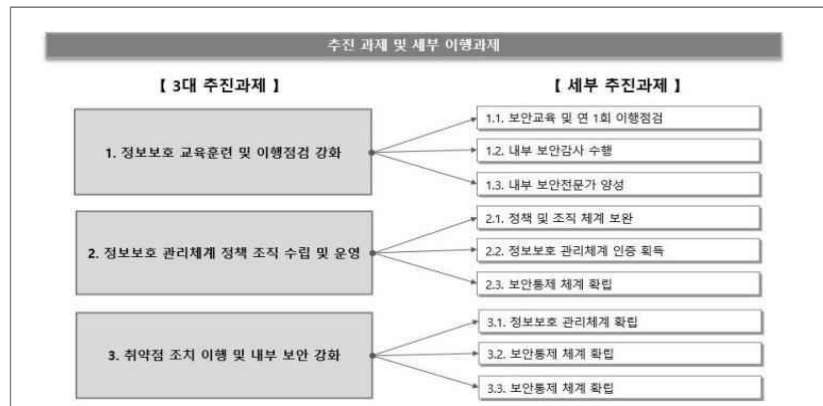 추진 과제 및 세부 이행과제
【 3대 추진과제 】
【 세부 추진과제 】
1. 정보보호 교육훈련 및 이행점검 강화
1.1. 보안교육 및 연 1회 이행점검
1.2. 내부 보안감사 수행
1.3. 내부 보안전문가 양성
2. 정보보호 관리체계 정책 조직 수립 및 운영
2.1. 정책 및 조직 체계 보완
2.2. 정보보호 관리체계 인증 획득
2.3. 보안통제 체계 확립
3. 취약점 조치 이행 및 내부 보안 강화
3.1. 정보보호 관리체계 확립
3.2. 보안통제 체계 확립
3.3. 보안통제 체계 확립